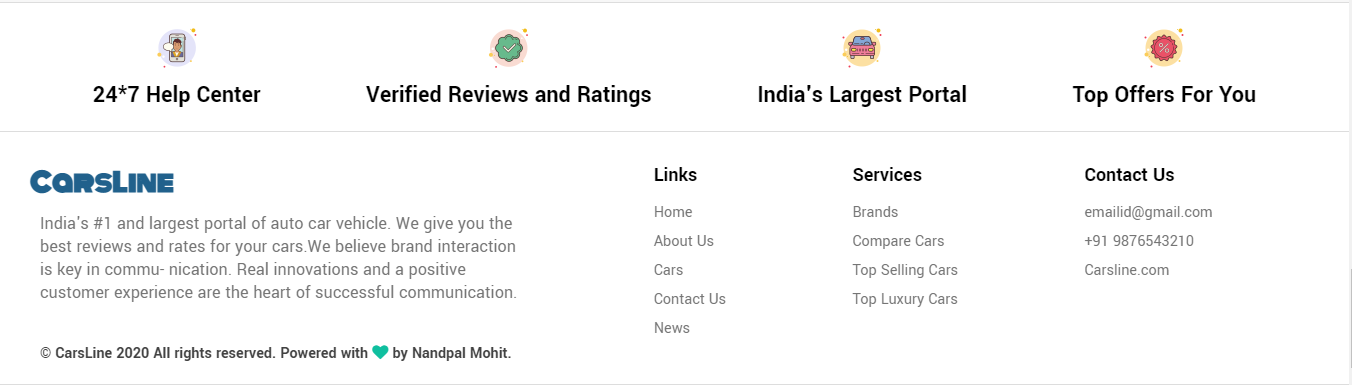 24*7 Help Center
Verified Reviews and Ratings
India's Largest Portal
Top Offers For You
CARSLINE
India's #1 and largest portal of auto car vehicle. We give you the
best reviews and rates for your cars.We believe brand interaction
is key in commu- nication. Real innovations and a positive
customer experience are the heart of successful communication.
© CarsLine 2020 All rights reserved. Powered with 💚 by Nandpal Mohit.
Links
Home
About Us
Cars
Contact Us
News
Services
Brands
Compare Cars
Top Selling Cars
Top Luxury Cars
Contact Us
emailid@gmail.com
+91 9876543210
Carsline.com